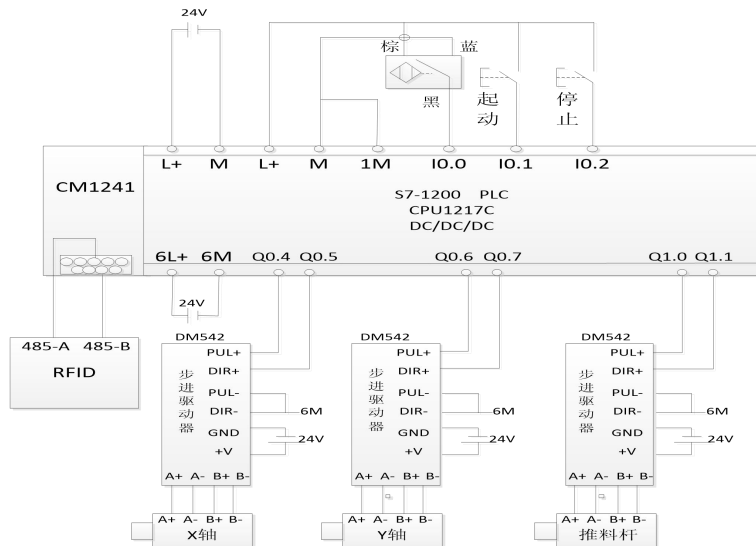 24V
棕 蓝
黑
起动
停止
L+ M L+ M 1M I0.0 I0.1 I0.2
CM1241
S7-1200 PLC
CPU1217C
DC/DC/DC
6L+ 6M Q0.4 Q0.5 Q0.6 Q0.7 Q1.0 Q1.1
24V
485-A 485-B
RFID
DM542
步进驱动器
PUL+
DIR+
PUL-
DIR-
6M
GND
24V
+V
A+ A- B+ B-
A+ A- B+ B-
X轴
DM542
步进驱动器
PUL+
DIR+
PUL-
DIR-
6M
GND
24V
+V
A+ A- B+ B-
A+ A- B+ B-
Y轴
DM542
步进驱动器
PUL+
DIR+
PUL-
DIR-
6M
GND
24V
+V
A+ A- B+ B-
A+ A- B+ B-
推料杆